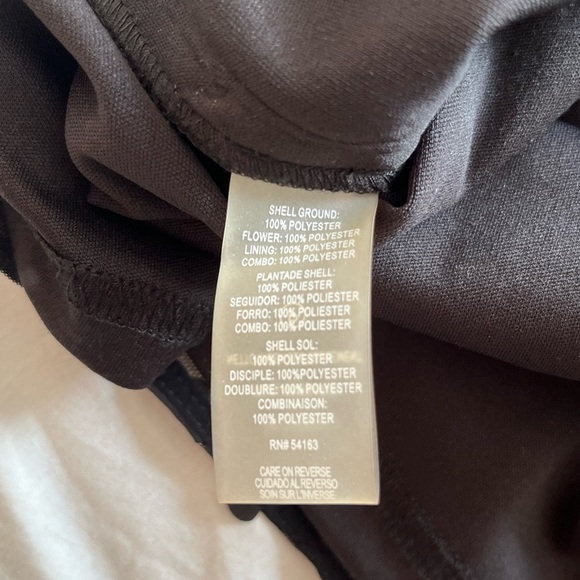 SHELL GROUND:
100% POLYESTER
FLOWER: 100% POLYESTER
LINING: 100% POLYESTER
COMBO: 100% POLYESTER
PLANTADE SHELL:
100% POLIESTER
SEGUIDOR: 100% POLIESTER
FORRO: 100% POLIESTER
COMBO: 100% POLIESTER
SHELL SOL:
100% POLYESTER
DISCIPLE: 100%POLYESTER
DOUBLURE: 100% POLYESTER
COMBINAISON:
100% POLYESTER
RN# 54163
CARE ON REVERSE
CUIDADO AL REVERSO
SOIN SUR L'INVERSE